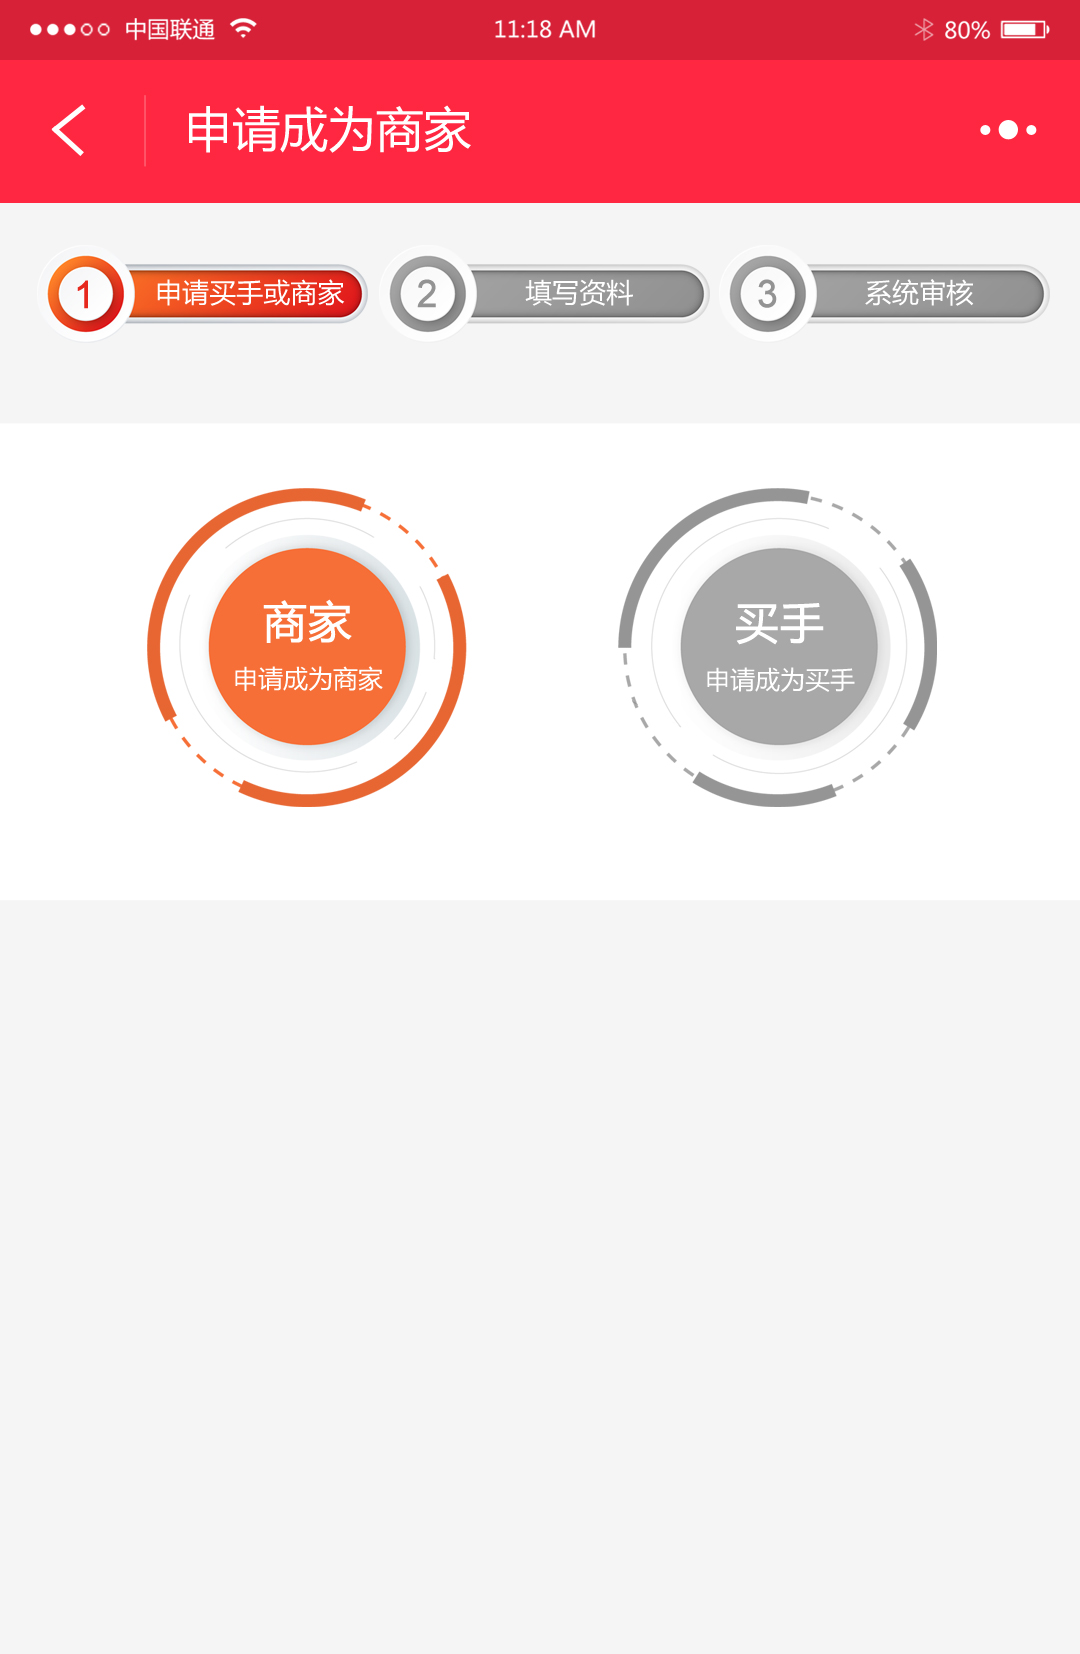 中国联通 11:18 AM 80%
申请成为商家
1 申请买手或商家 2 填写资料 3 系统审核
商家 买手
申请成为商家 申请成为买手